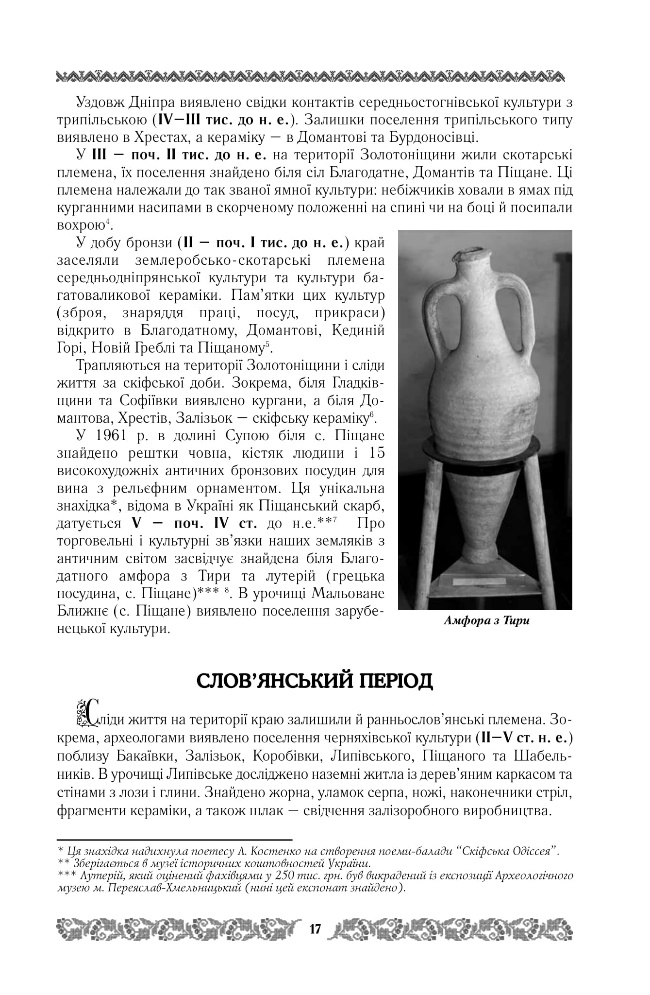 Уздовж Дніпра виявлено свідки контактів середньостогнівської культури з
трипільською (IV—III тис. до н. е.). Залишки поселення трипільського типу
виявлено в Хрестах, а кераміку — в Домантові та Бурдоносівці.
У III — поч. II тис. до н. е. на території Золотоніщини жили скотарські
племена, їх поселення знайдено біля сіл Благодатне, Домантів та Піщане. Ці
племена належали до так званої ямної культури: небіжчиків ховали в ямах під
курганними насипами в скорченому положенні на спині чи на боці й посипали
вохрою⁴.
У добу бронзи (II — поч. I тис. до н. е.) край
заселяли землеробсько-скотарські племена
середньодніпрянської культури та культури ба-
гатоваликової кераміки. Пам’ятки цих культур
(зброя, знаряддя праці, посуд, прикраси)
відкрито в Благодатному, Домантові, Кединій
Горі, Новій Греблі та Піщаному⁵.
Трапляються на території Золотоніщини і сліди
життя за скіфської доби. Зокрема, біля Гладків-
щини та Софіївки виявлено кургани, а біля До-
мантова, Хрестів, Залізьок — скіфську кераміку⁶.
У 1961 р. в долині Супою біля с. Піщане
знайдено рештки човна, кістяк людини і 15
високохудожніх античних бронзових посудин для
вина з рельєфним орнаментом. Ця унікальна
знахідка*, відома в Україні як Піщанський скарб,
датується V — поч. IV ст. до н.е.**⁷ Про
торговельні і культурні зв’язки наших земляків з
античним світом засвідчує знайдена біля Благо-
датного амфора з Тири та лутерій (грецька
посудина, с. Піщане)*** ⁸. В урочищі Мальоване
Ближнє (с. Піщане) виявлено поселення зарубе-
нецької культури.
Амфора з Тири
СЛОВ’ЯНСЬКИЙ ПЕРІОД
Сліди життя на території краю залишили й ранньослов’янські племена. Зо-
крема, археологами виявлено поселення черняхівської культури (II—V ст. н. е.)
поблизу Бакаївки, Залізьок, Коробівки, Липівського, Піщаного та Шабель-
ників. В урочищі Липівське досліджено наземні житла із дерев’яним каркасом та
стінами з лози і глини. Знайдено жорна, уламок серпа, ножі, наконечники стріл,
фрагменти кераміки, а також шлак — свідчення залізоробного виробництва.
* Ця знахідка надихнула поетесу Л. Костенко на створення поеми-балади “Скіфська Одіссея”.
** Зберігається в музеї історичних коштовностей України.
*** Лутерій, який оцінений фахівцями у 250 тис. грн. був викрадений із експозиції Археологічного
музею м. Переяслав-Хмельницький (нині цей експонат знайдено).
17